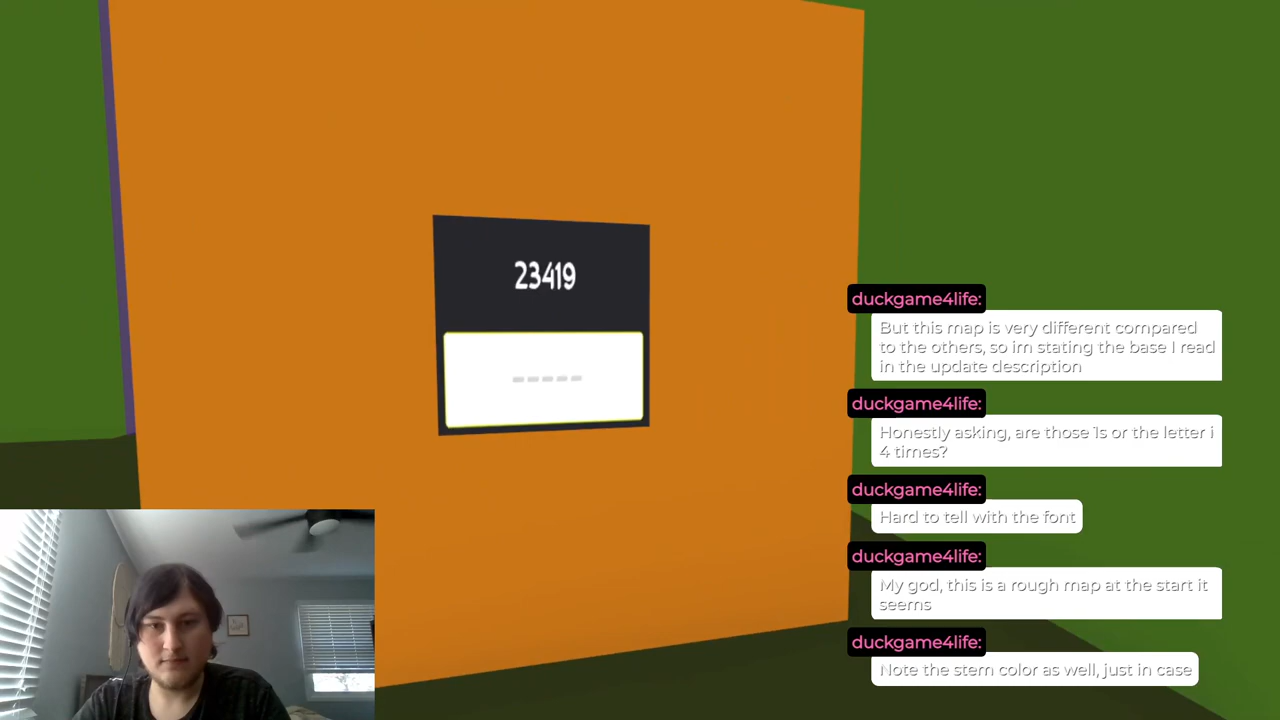 23419
-----
duckgame4life:
But this map is very different compared
to the others, so im stating the base I read
in the update description
duckgame4life:
Honestly asking, are those 1s or the letter i
4 times?
duckgame4life:
Hard to tell with the font
duckgame4life:
My god, this is a rough map at the start it
seems
duckgame4life:
Note the stem color as well, just in case